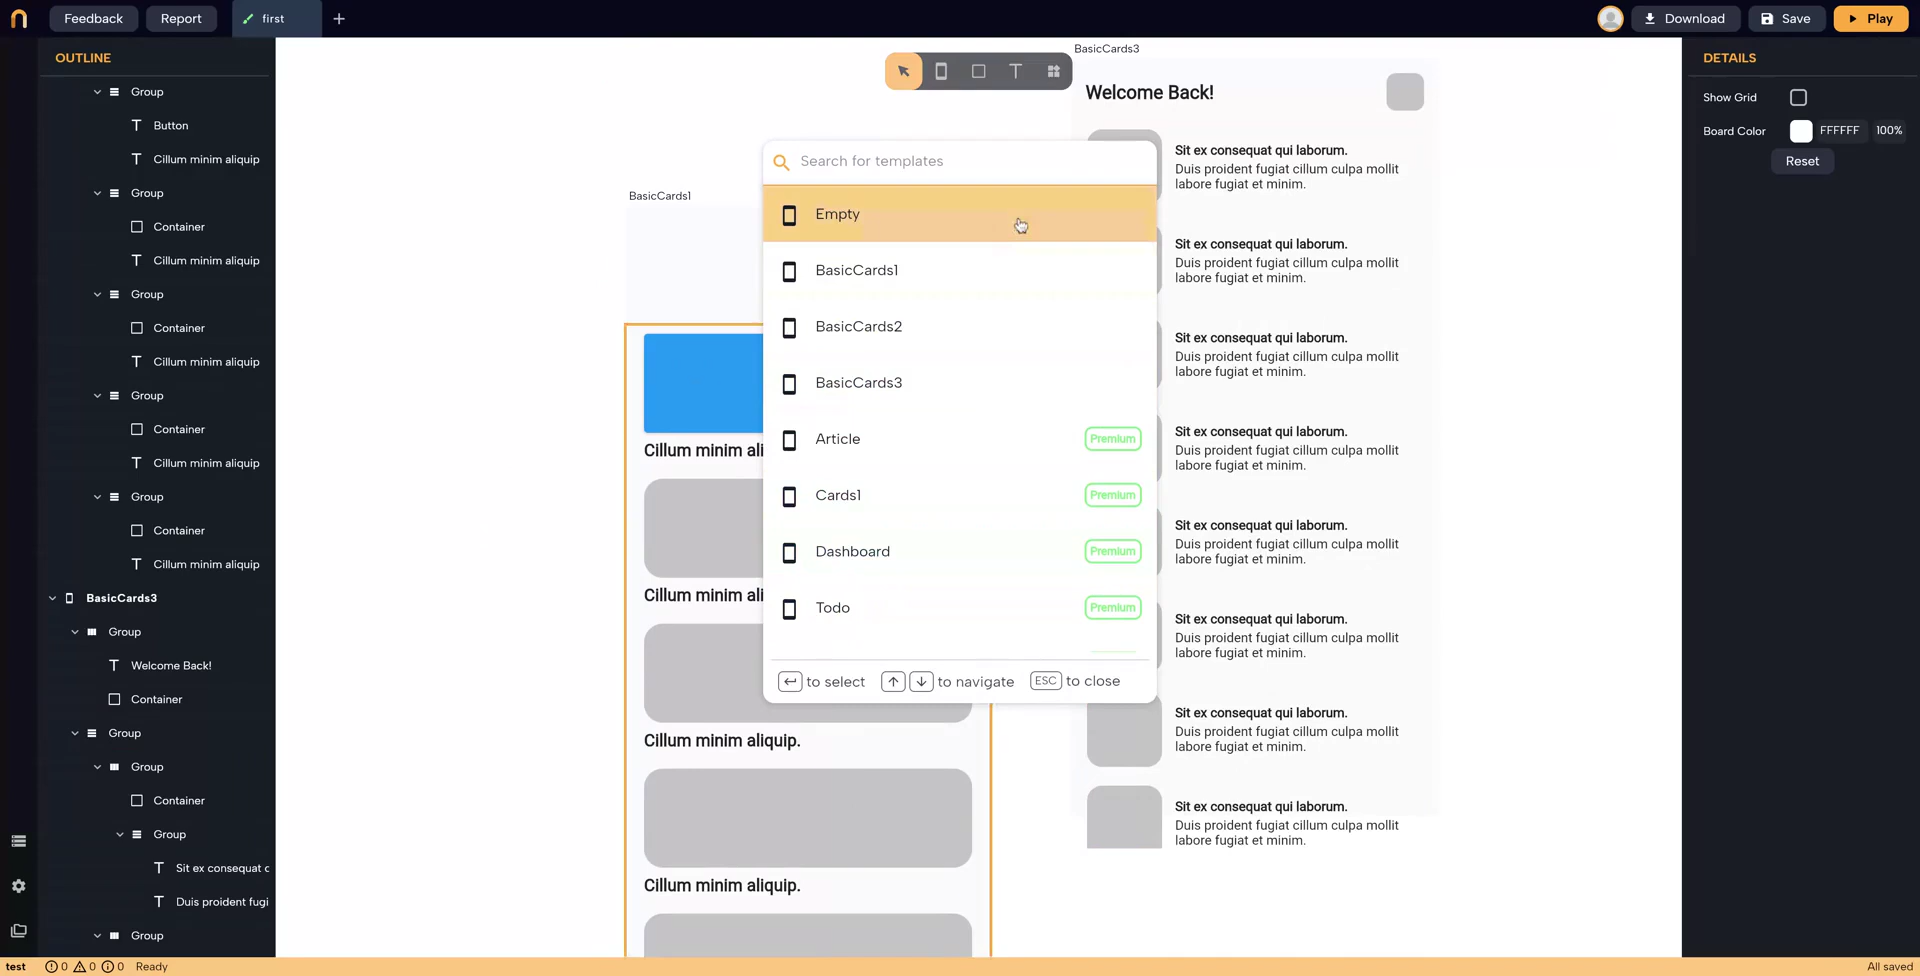 Feedback
Report
first
Download
Save
Play
OUTLINE
Group
Button
Cillum minim aliquip
Group
Container
Cillum minim aliquip
Group
Container
Cillum minim aliquip
Group
Container
Cillum minim aliquip
Group
Container
Cillum minim aliquip
BasicCards3
Group
Welcome Back!
Container
Group
Group
Container
Group
Sit ex consequat
Duis proident fugi
Group
BasicCards1
Cillum minim ali
Cillum minim ali
Cillum minim aliquip.
Cillum minim aliquip.
Search for templates
Empty
BasicCards1
BasicCards2
BasicCards3
Article Premium
Cards1 Premium
Dashboard Premium
Todo Premium
to select
to navigate
ESC to close
BasicCards3
Welcome Back!
Sit ex consequat qui laborum.
Duis proident fugiat cillum culpa mollit
labore fugiat et minim.
Sit ex consequat qui laborum.
Duis proident fugiat cillum culpa mollit
labore fugiat et minim.
Sit ex consequat qui laborum.
Duis proident fugiat cillum culpa mollit
labore fugiat et minim.
Sit ex consequat qui laborum.
Duis proident fugiat cillum culpa mollit
labore fugiat et minim.
Sit ex consequat qui laborum.
Duis proident fugiat cillum culpa mollit
labore fugiat et minim.
Sit ex consequat qui laborum.
Duis proident fugiat cillum culpa mollit
labore fugiat et minim.
Sit ex consequat qui laborum.
Duis proident fugiat cillum culpa mollit
labore fugiat et minim.
Sit ex consequat qui laborum.
Duis proident fugiat cillum culpa mollit
labore fugiat et minim.
DETAILS
Show Grid
Board Color FFFFFF 100%
Reset
test 0 0 0 Ready
All saved